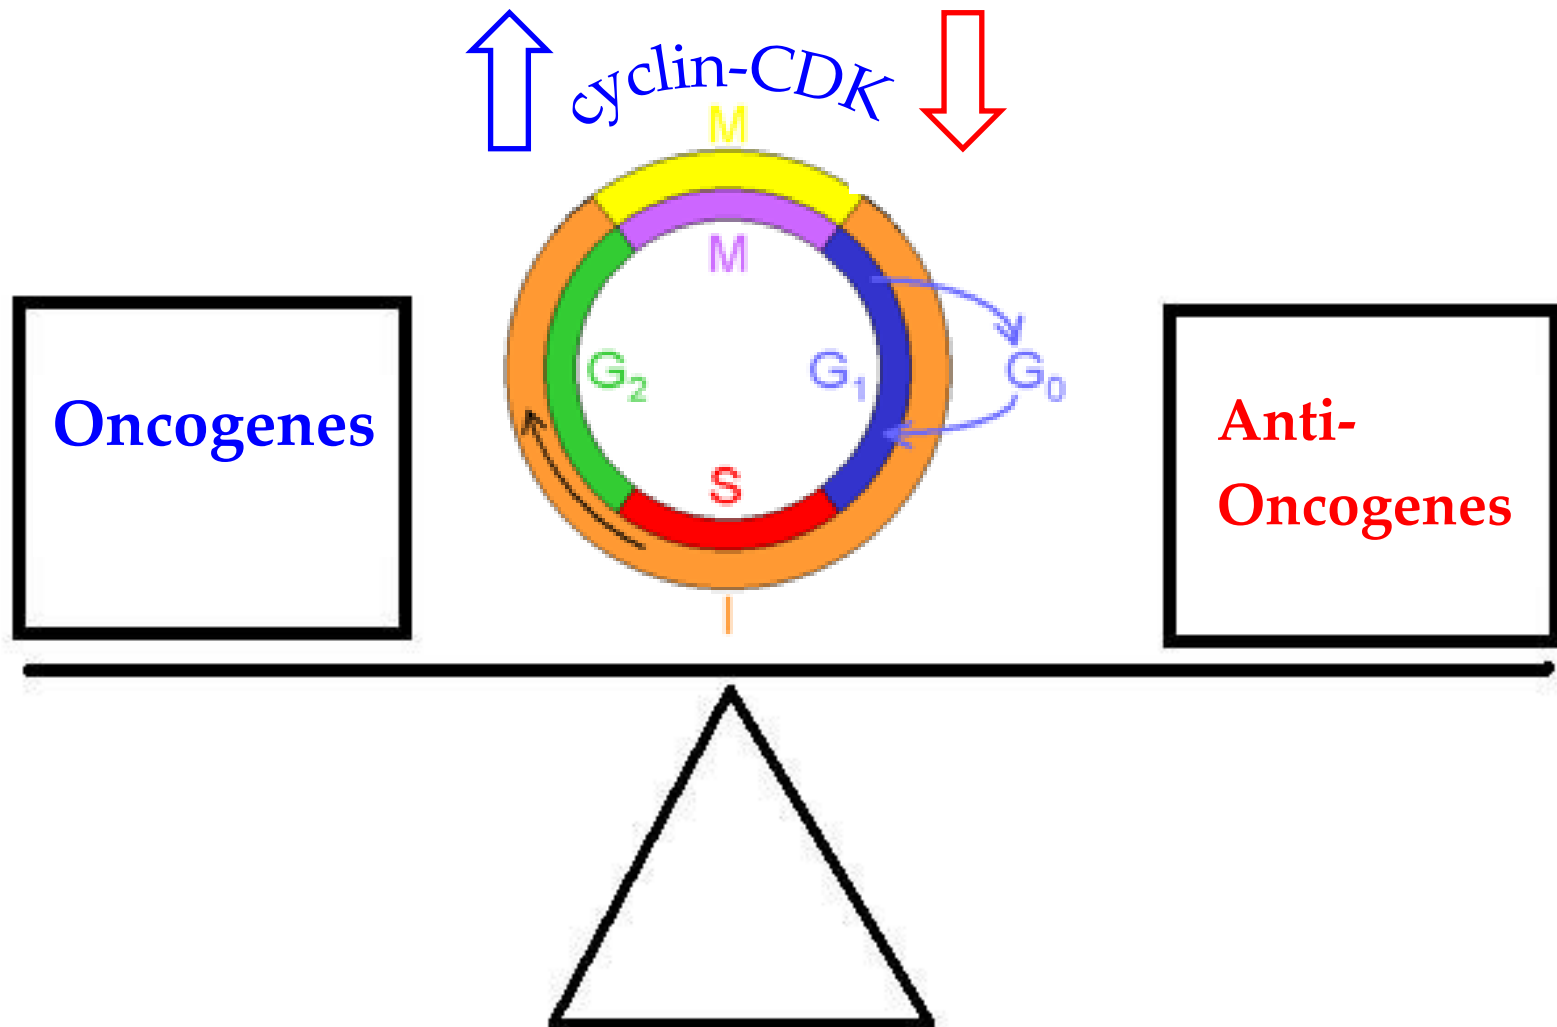 cyclin-CDK
M
M
G₂
G₁
G₀
Oncogenes
Anti-
Oncogenes
S
I